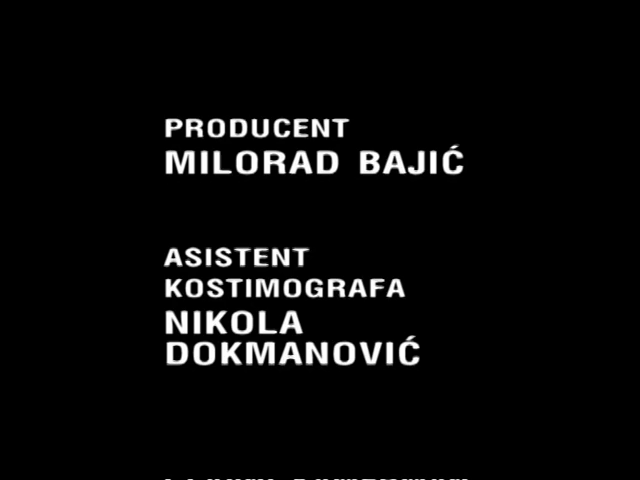 PRODUCENT
MILORAD BAJIĆ
ASISTENT
KOSTIMOGRAFA
NIKOLA
DOKMANOVIĆ